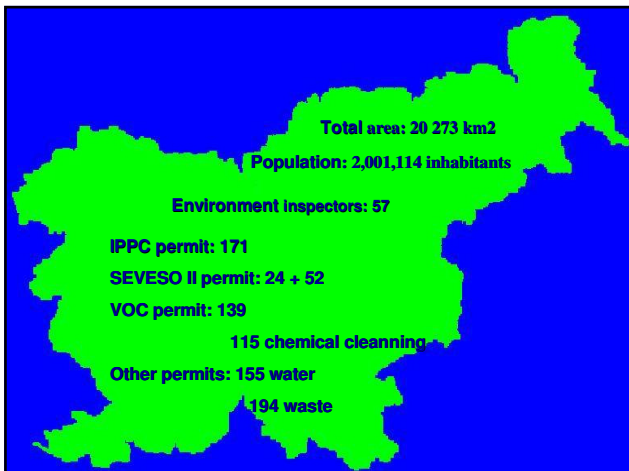 Total area: 20 273 km2
Population: 2,001,114 inhabitants
Environment inspectors: 57
IPPC permit: 171
SEVESO II permit: 24 + 52
VOC permit: 139
115 chemical cleanning
Other permits: 155 water
194 waste